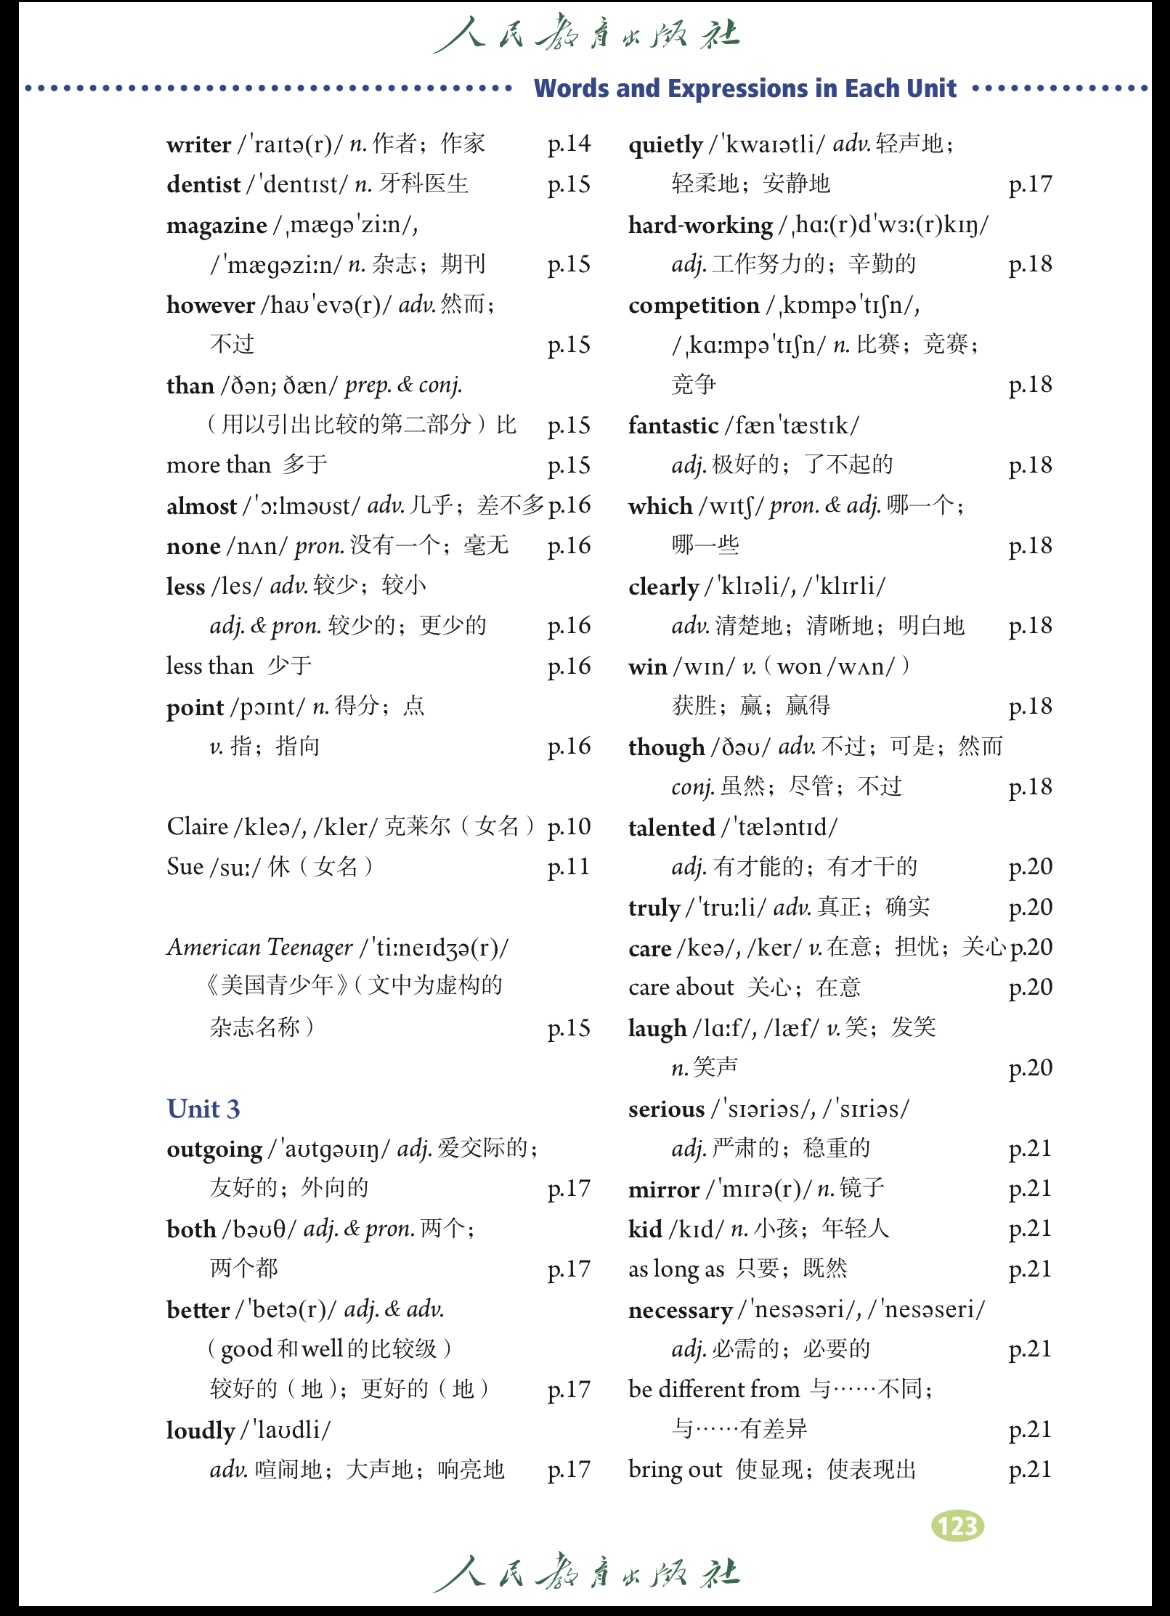 人民教育出版社
Words and Expressions in Each Unit
writer /ˈraɪtə(r)/ n. 作者；作家 p.14
dentist /ˈdentɪst/ n. 牙科医生 p.15
magazine /ˌmæɡəˈziːn/,
/ˈmæɡəziːn/ n. 杂志；期刊 p.15
however /haʊˈevə(r)/ adv. 然而；
不过 p.15
than /ðən; ðæn/ prep. & conj.
（用以引出比较的第二部分）比 p.15
more than 多于 p.15
almost /ˈɔːlməʊst/ adv. 几乎；差不多 p.16
none /nʌn/ pron. 没有一个；毫无 p.16
less /les/ adv. 较少；较小
adj. & pron. 较少的；更少的 p.16
less than 少于 p.16
point /pɔɪnt/ n. 得分；点
v. 指；指向 p.16
Claire /kleə/, /kler/ 克莱尔（女名） p.10
Sue /suː/ 休（女名） p.11
American Teenager /ˈtiːneɪdʒə(r)/
《美国青少年》（文中为虚构的
杂志名称） p.15
Unit 3
outgoing /ˈaʊtɡəʊɪŋ/ adj. 爱交际的；
友好的；外向的 p.17
both /bəʊθ/ adj. & pron. 两个；
两个都 p.17
better /ˈbetə(r)/ adj. & adv.
（good和well的比较级）
较好的（地）；更好的（地） p.17
loudly /ˈlaʊdli/
adv. 喧闹地；大声地；响亮地 p.17
quietly /ˈkwaɪətli/ adv. 轻声地；
轻柔地；安静地 p.17
hard-working /ˌhɑː(r)dˈwɜː(r)kɪŋ/
adj. 工作努力的；辛勤的 p.18
competition /ˌkɒmpəˈtɪʃn/,
/ˌkɑːmpəˈtɪʃn/ n. 比赛；竞赛；
竞争 p.18
fantastic /fænˈtæstɪk/
adj. 极好的；了不起的 p.18
which /wɪtʃ/ pron. & adj. 哪一个；
哪一些 p.18
clearly /ˈklɪəli/, /ˈklɪrli/
adv. 清楚地；清晰地；明白地 p.18
win /wɪn/ v.（won /wʌn/）
获胜；赢；赢得 p.18
though /ðəʊ/ adv. 不过；可是；然而
conj. 虽然；尽管；不过 p.18
talented /ˈtæləntɪd/
adj. 有才能的；有才干的 p.20
truly /ˈtruːli/ adv. 真正；确实 p.20
care /keə/, /ker/ v. 在意；担忧；关心 p.20
care about 关心；在意 p.20
laugh /lɑːf/, /læf/ v. 笑；发笑
n. 笑声 p.20
serious /ˈsɪəriəs/, /ˈsɪriəs/
adj. 严肃的；稳重的 p.21
mirror /ˈmɪrə(r)/ n. 镜子 p.21
kid /kɪd/ n. 小孩；年轻人 p.21
as long as 只要；既然 p.21
necessary /ˈnesəsəri/, /ˈnesəseri/
adj. 必需的；必要的 p.21
be different from 与⋯⋯不同；
与⋯⋯有差异 p.21
bring out 使显现；使表现出 p.21
123
人民教育出版社